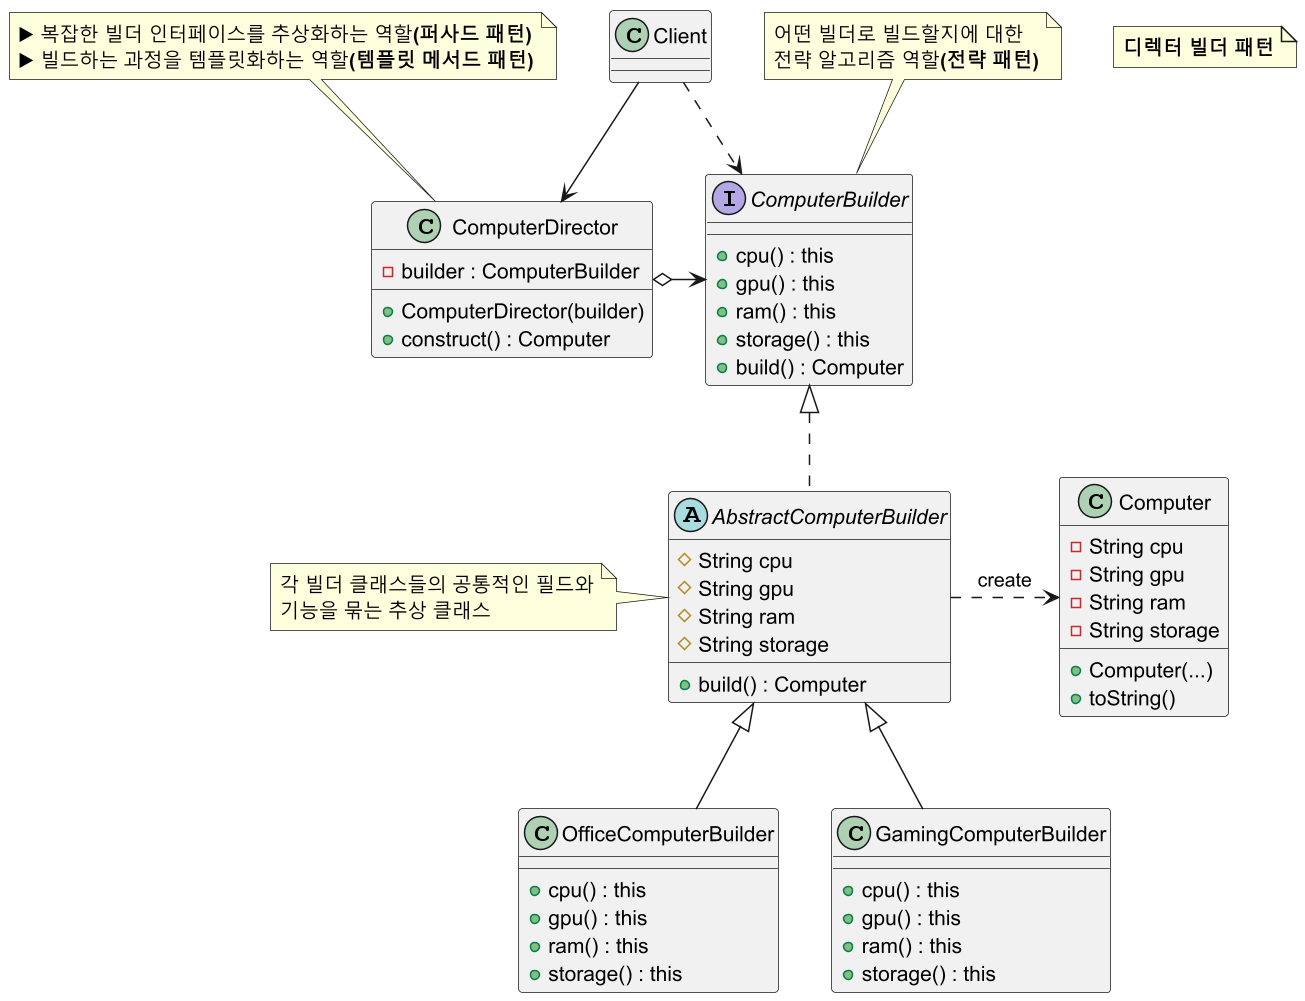 ▶ 복잡한 빌더 인터페이스를 추상화하는 역할(퍼사드 패턴)
▶ 빌드하는 과정을 템플릿화하는 역할(템플릿 메서드 패턴)
C Client
어떤 빌더로 빌드할지에 대한
전략 알고리즘 역할(전략 패턴)
디렉터 빌더 패턴
C ComputerDirector
builder : ComputerBuilder
ComputerDirector(builder)
construct() : Computer
I ComputerBuilder
cpu() : this
gpu() : this
ram() : this
storage() : this
build() : Computer
각 빌더 클래스들의 공통적인 필드와
기능을 묶는 추상 클래스
A AbstractComputerBuilder
String cpu
String gpu
String ram
String storage
build() : Computer
create
C Computer
String cpu
String gpu
String ram
String storage
Computer(...)
toString()
C OfficeComputerBuilder
cpu() : this
gpu() : this
ram() : this
storage() : this
C GamingComputerBuilder
cpu() : this
gpu() : this
ram() : this
storage() : this